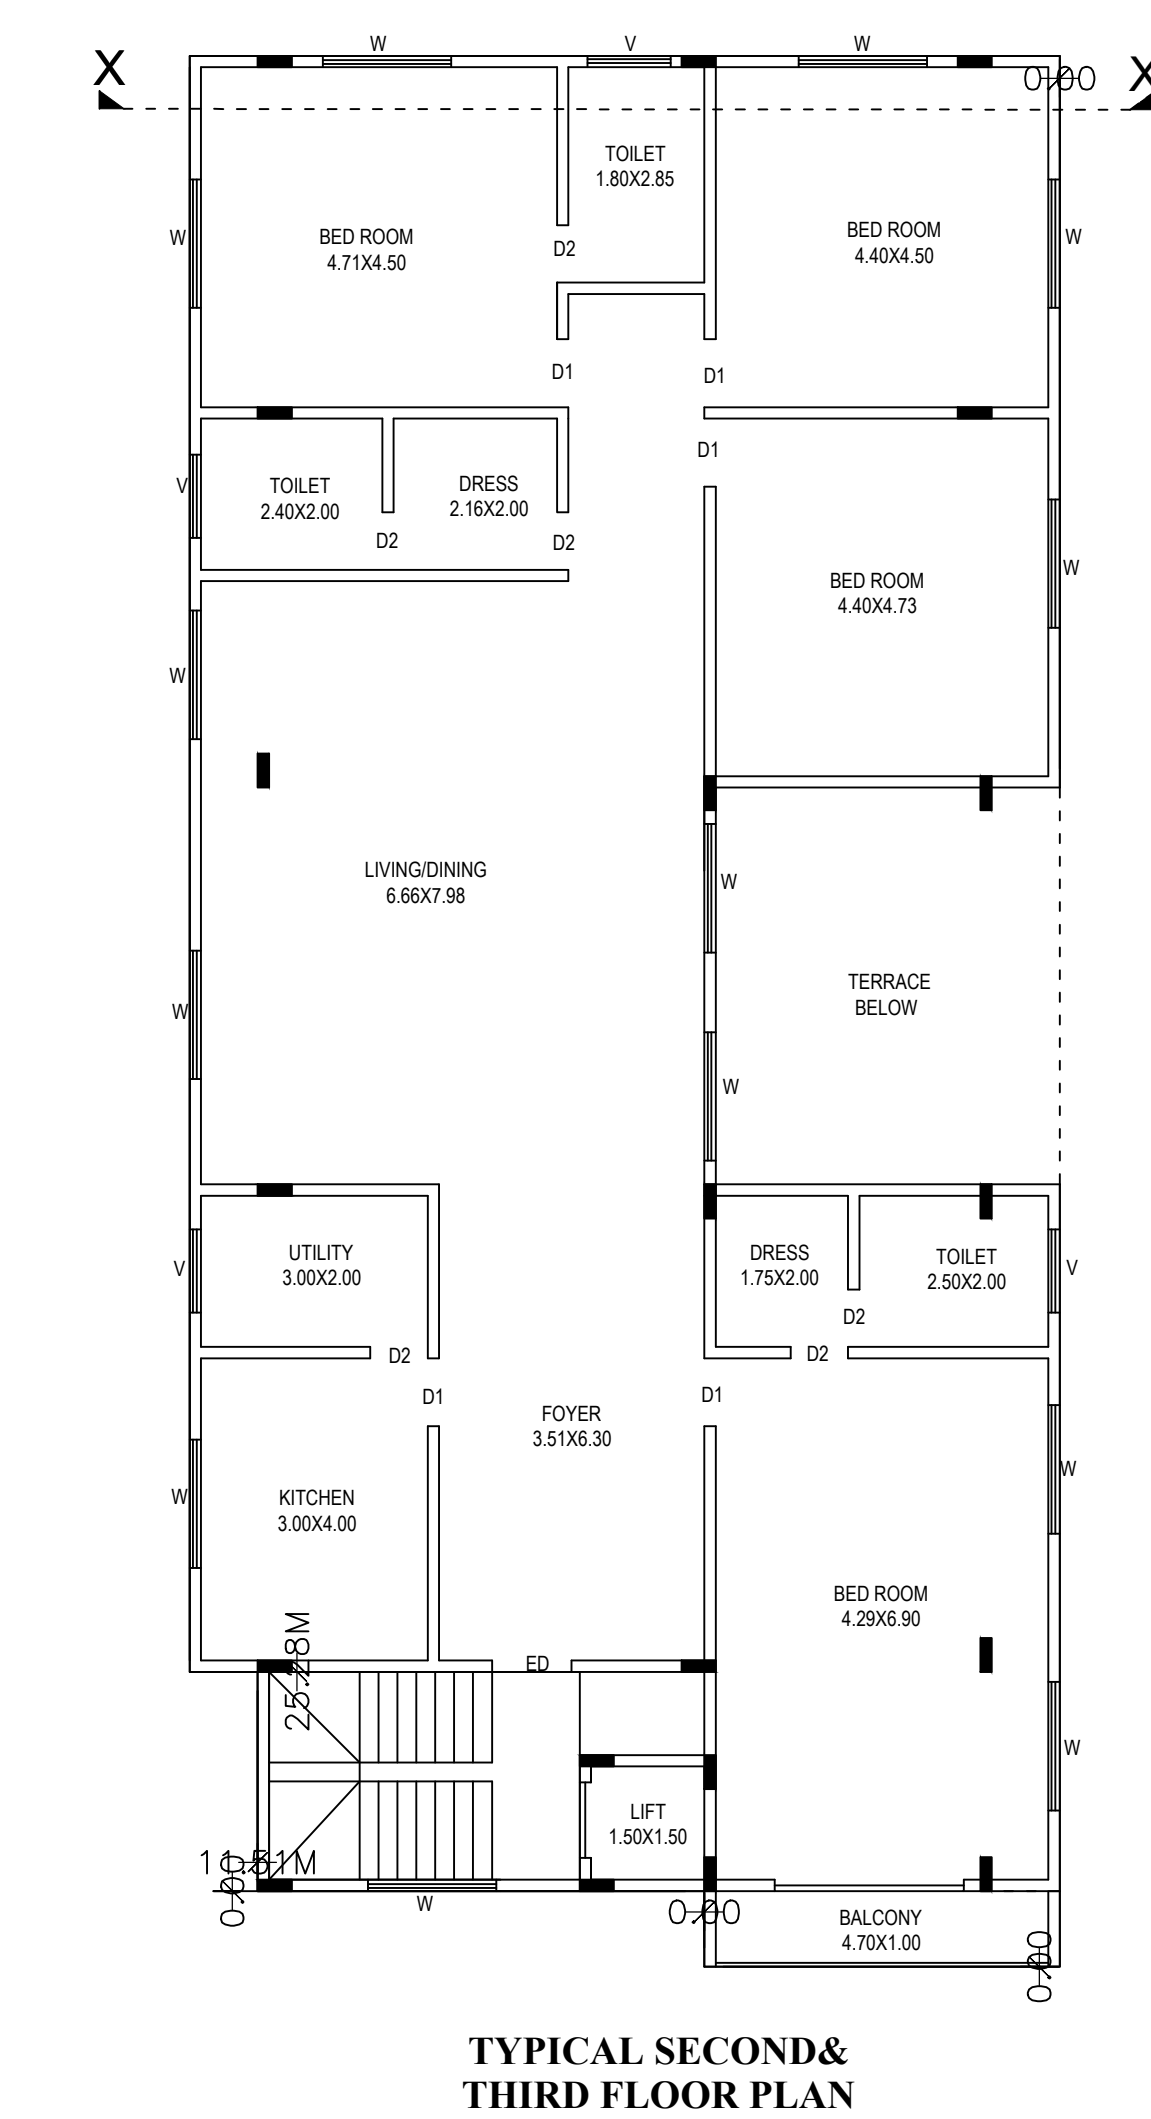 W
V
W
X
X
0.00
TOILET
1.80X2.85
BED ROOM
4.71X4.50
BED ROOM
4.40X4.50
W
W
D2
D1
D1
D1
V
TOILET
2.40X2.00
DRESS
2.16X2.00
D2
D2
BED ROOM
4.40X4.73
W
W
LIVING/DINING
6.66X7.98
W
TERRACE
BELOW
W
W
UTILITY
3.00X2.00
V
DRESS
1.75X2.00
TOILET
2.50X2.00
V
D2
D2
D2
D1
D1
FOYER
3.51X6.30
W
KITCHEN
3.00X4.00
W
BED ROOM
4.29X6.90
25.28M
ED
W
LIFT
1.50X1.50
11.51M
0.00
W
0.00
BALCONY
4.70X1.00
0.00
TYPICAL SECOND&
THIRD FLOOR PLAN